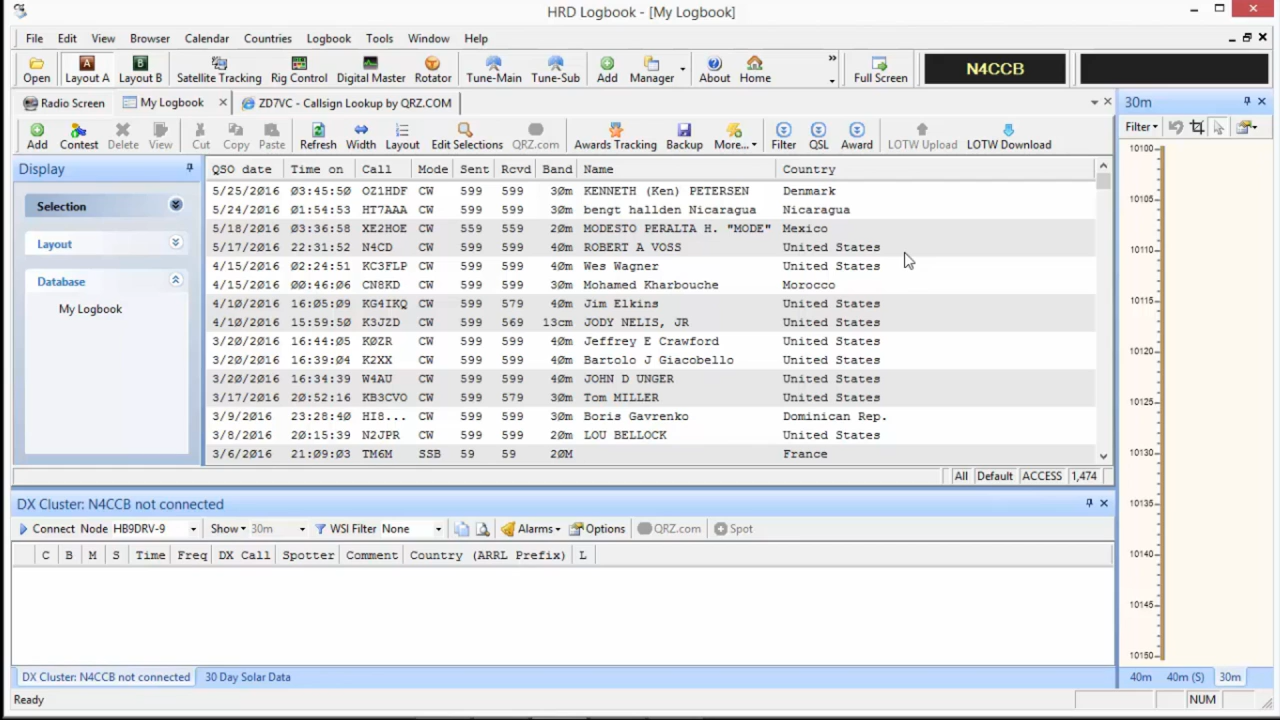 HRD Logbook - [My Logbook]
File Edit View Browser Calendar Countries Logbook Tools Window Help
Open Layout A Layout B Satellite Tracking Rig Control Digital Master Rotator Tune-Main Tune-Sub Add Manager About Home » Full Screen N4CCB
Radio Screen My Logbook ZD7VC - Callsign Lookup by QRZ.COM 30m
Add Contest Delete View Cut Copy Paste Refresh Width Layout Edit Selections QRZ.com Awards Tracking Backup More... Filter QSL Award LOTW Upload LOTW Download Filter
Display
Selection
Layout
Database
My Logbook
QSO date Time on Call Mode Sent Rcvd Band Name Country
5/25/2016 03:45:50 OZ1HDF CW 599 599 30m KENNETH (Ken) PETERSEN Denmark
5/24/2016 01:54:53 HT7AAA CW 599 599 30m bengt hallden Nicaragua Nicaragua
5/18/2016 03:36:58 XE2HOE CW 559 559 20m MODESTO PERALTA H. "MODE" Mexico
5/17/2016 22:31:52 N4CD CW 599 599 40m ROBERT A VOSS United States
4/15/2016 02:24:51 KC3FLP CW 599 599 40m Wes Wagner United States
4/15/2016 00:46:06 CN8KD CW 599 599 30m Mohamed Kharbouche Morocco
4/10/2016 16:05:09 KG4IKQ CW 599 579 40m Jim Elkins United States
4/10/2016 15:59:50 K3JZD CW 599 569 13cm JODY NELIS, JR United States
3/20/2016 16:44:05 K0ZR CW 599 599 40m Jeffrey E Crawford United States
3/20/2016 16:39:04 K2XX CW 599 599 40m Bartolo J Giacobello United States
3/20/2016 16:34:39 W4AU CW 599 599 40m JOHN D UNGER United States
3/17/2016 20:52:16 KB3CVO CW 599 579 30m Tom MILLER United States
3/9/2016 23:28:40 HI8... CW 599 599 30m Boris Gavrenko Dominican Rep.
3/8/2016 20:15:39 N2JPR CW 599 599 20m LOU BELLOCK United States
3/6/2016 21:09:03 TM6M SSB 59 59 20M France
All Default ACCESS 1,474
DX Cluster: N4CCB not connected
Connect Node HB9DRV-9 Show 30m WSI Filter None Alarms Options QRZ.com Spot
C B M S Time Freq DX Call Spotter Comment Country (ARRL Prefix) L
DX Cluster: N4CCB not connected 30 Day Solar Data
Ready NUM
10100
10105
10110
10115
10120
10125
10130
10135
10140
10145
10150
40m 40m (S) 30m